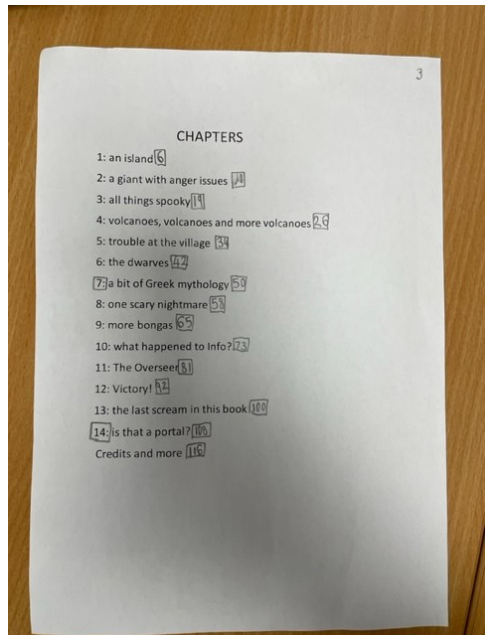 3
CHAPTERS
1: an island 6
2: a giant with anger issues
3: all things spooky 19
4: volcanoes, volcanoes and more volcanoes 26
5: trouble at the village 34
6: the dwarves 42
7: a bit of Greek mythology 50
8: one scary nightmare 58
9: more bongas 65
10: what happened to Info? 73
11: The Overseer 81
12: Victory! 92
13: the last scream in this book 100
14: is that a portal? 108
Credits and more 116